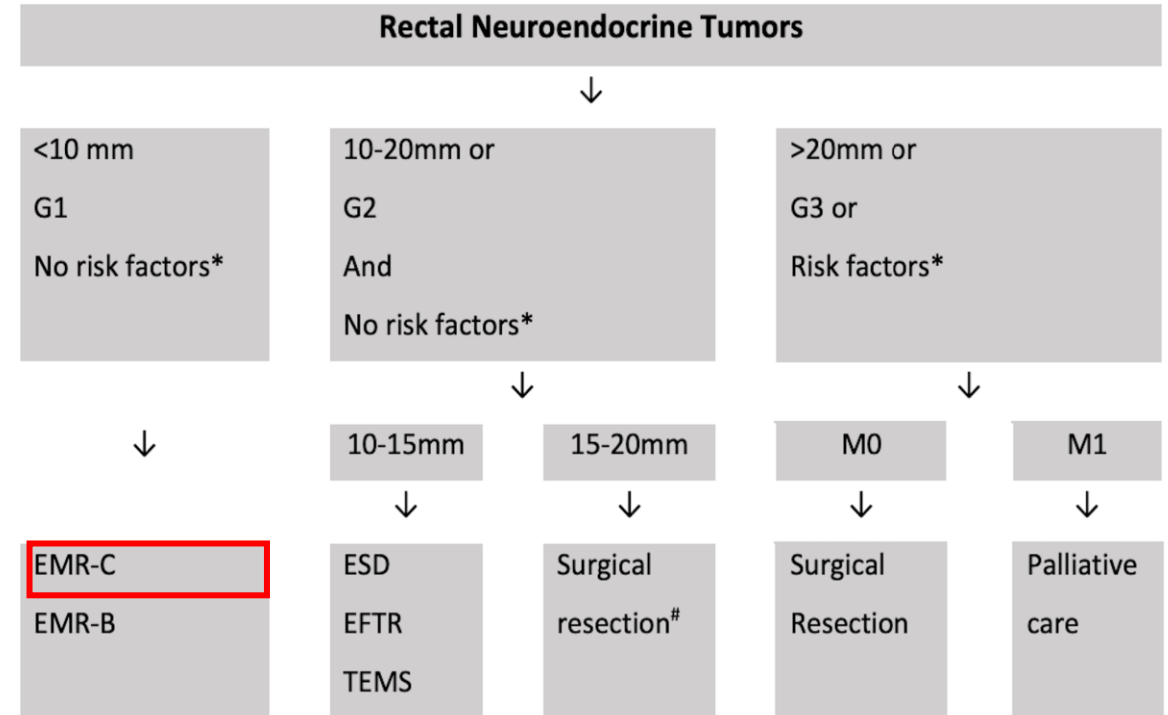 Rectal Neuroendocrine Tumors
↓
<10 mm
G1
No risk factors*
10-20mm or
G2
And
No risk factors*
>20mm or
G3 or
Risk factors*
↓
↓
↓
10-15mm
15-20mm
M0
M1
↓
↓
↓
↓
EMR-C
EMR-B
ESD
EFTR
TEMS
Surgical
resection#
Surgical
Resection
Palliative
care